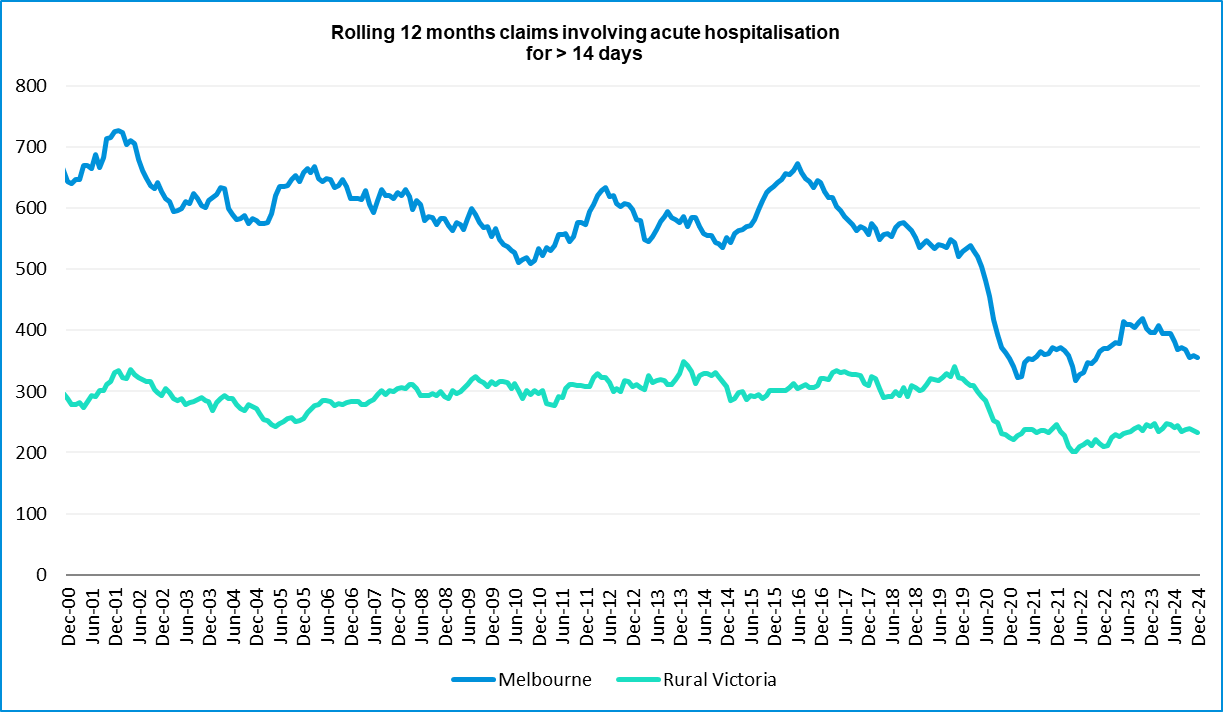 Rolling 12 months claims involving acute hospitalisation
for > 14 days
800
700
600
500
400
300
200
100
0
Dec-00
Jun-01
Dec-01
Jun-02
Dec-02
Jun-03
Dec-03
Jun-04
Dec-04
Jun-05
Dec-05
Jun-06
Dec-06
Jun-07
Dec-07
Jun-08
Dec-08
Jun-09
Dec-09
Jun-10
Dec-10
Jun-11
Dec-11
Jun-12
Dec-12
Jun-13
Dec-13
Jun-14
Dec-14
Jun-15
Dec-15
Jun-16
Dec-16
Jun-17
Dec-17
Jun-18
Dec-18
Jun-19
Dec-19
Jun-20
Dec-20
Jun-21
Dec-21
Jun-22
Dec-22
Jun-23
Dec-23
Jun-24
Dec-24
Melbourne
Rural Victoria